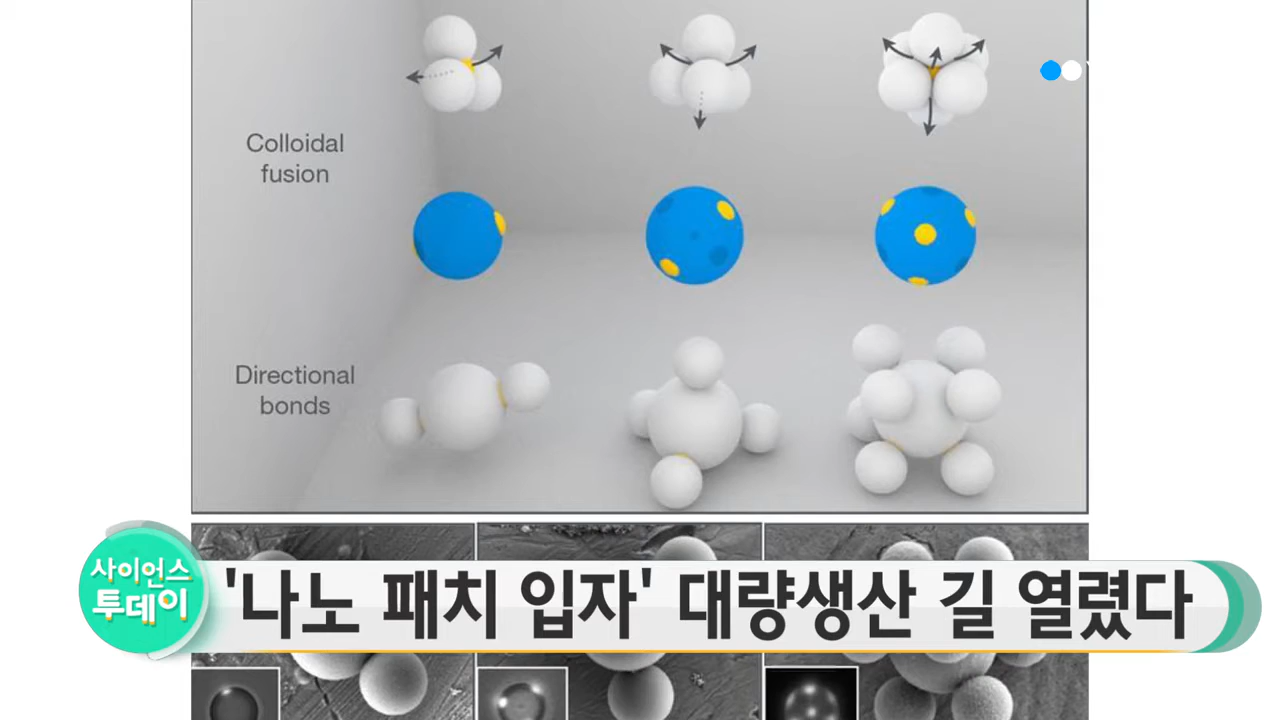 Colloidal
fusion
Directional
bonds
사이언스
투데이
'나노 패치 입자' 대량생산 길 열렸다